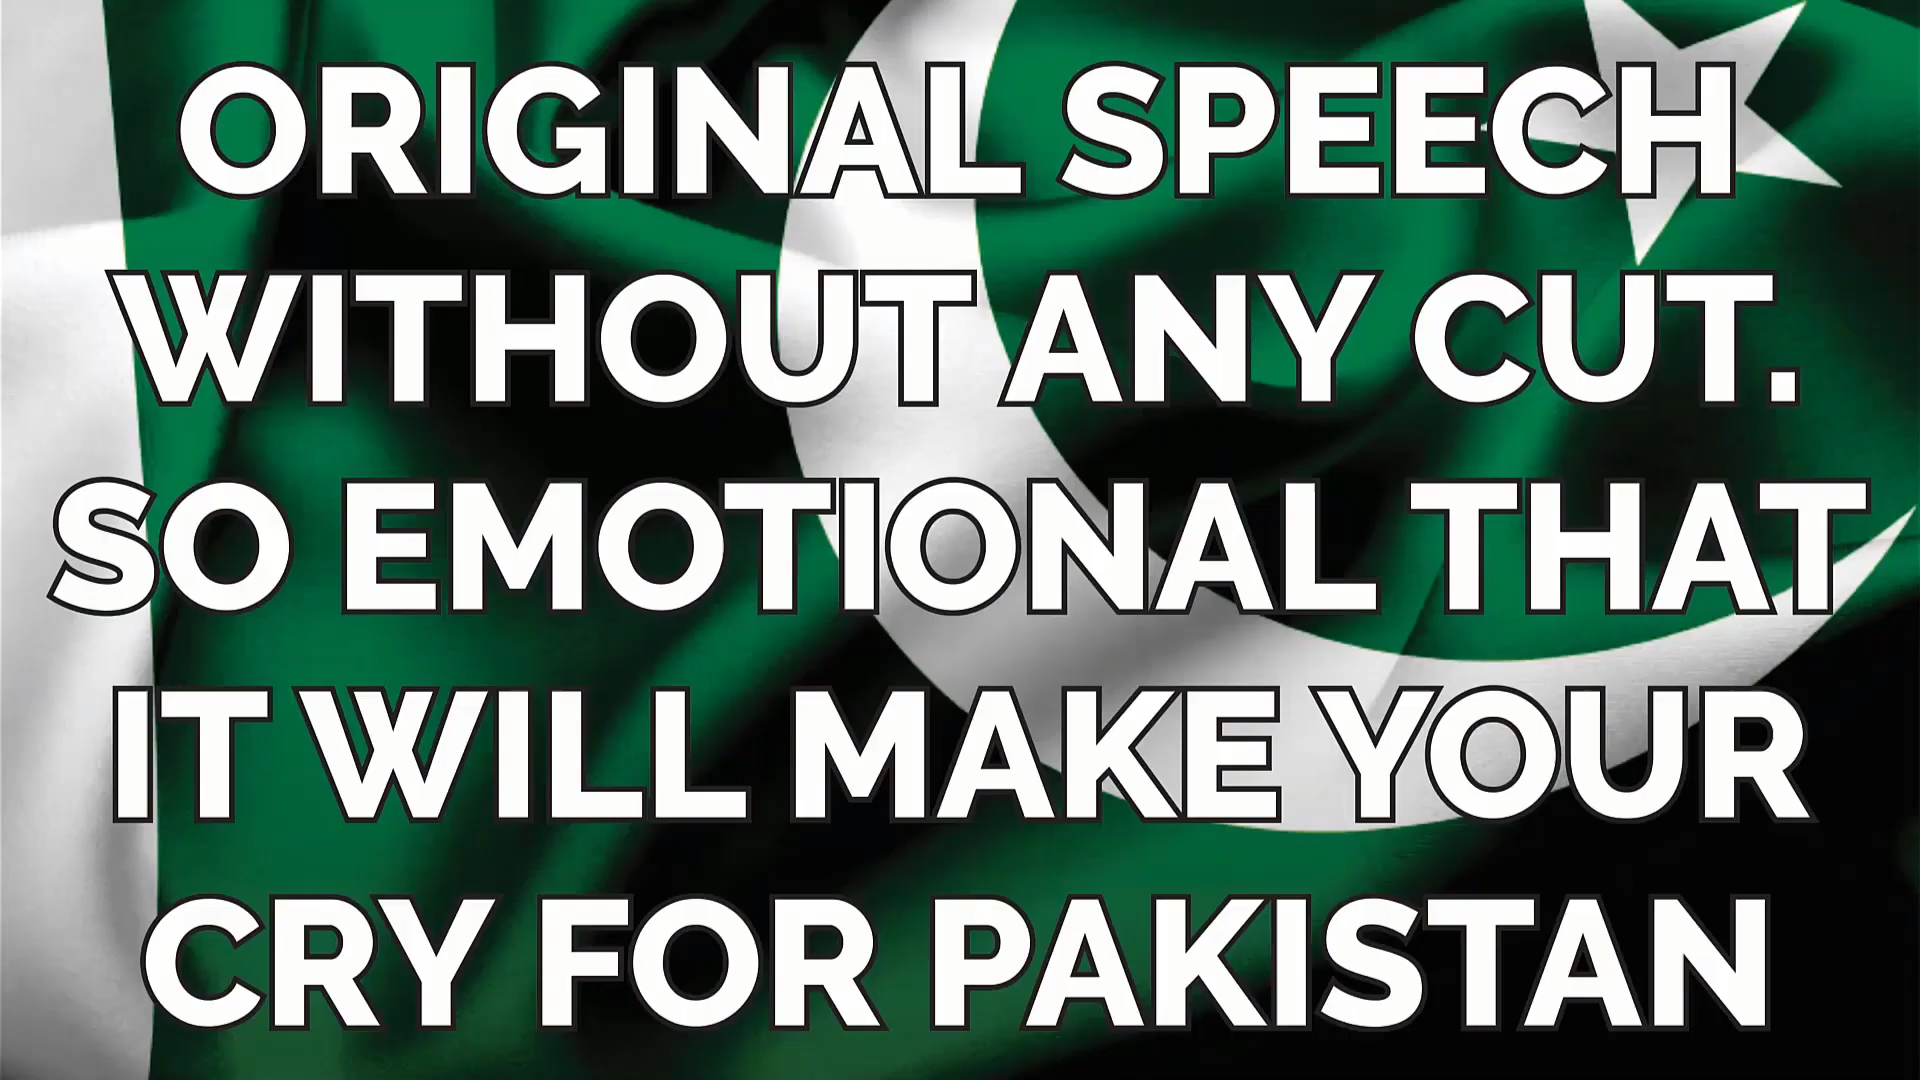 ORIGINAL SPEECH
WITHOUT ANY CUT.
SO EMOTIONAL THAT
IT WILL MAKE YOUR
CRY FOR PAKISTAN